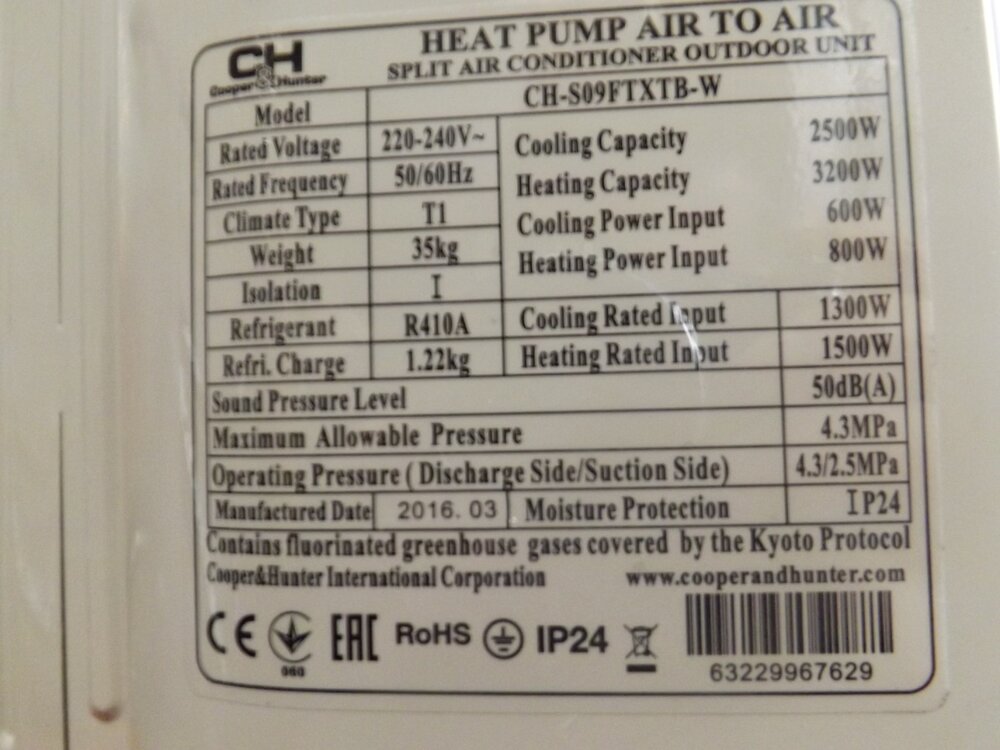 CH
Cooper&Hunter
HEAT PUMP AIR TO AIR
SPLIT AIR CONDITIONER OUTDOOR UNIT
Model CH-S09FTXTB-W
Rated Voltage 220-240V~ Cooling Capacity 2500W
Rated Frequency 50/60Hz Heating Capacity 3200W
Climate Type T1 Cooling Power Input 600W
Weight 35kg Heating Power Input 800W
Isolation I
Refrigerant R410A Cooling Rated Input 1300W
Refri. Charge 1.22kg Heating Rated Input 1500W
Sound Pressure Level 50dB(A)
Maximum Allowable Pressure 4.3MPa
Operating Pressure ( Discharge Side/Suction Side) 4.3/2.5MPa
Manufactured Date 2016.03 Moisture Protection IP24
Contains fluorinated greenhouse gases covered by the Kyoto Protocol
Cooper&Hunter International Corporation www.cooperandhunter.com
CE EAC RoHS IP24
63229967629